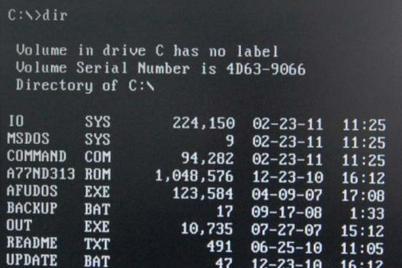 C:\>dir
Volume in drive C has no label
Volume Serial Number is 4D63-9066
Directory of C:\
IO SYS 224,150 02-23-11 11:25
MSDOS SYS 9 02-23-11 11:25
COMMAND COM 94,282 02-23-11 11:25
A77ND313 ROM 1,048,576 12-23-10 16:12
AFUDOS EXE 123,584 04-09-07 17:08
BACKUP BAT 17 09-17-08 1:33
OUT EXE 10,735 07-27-07 15:12
README TXT 491 06-25-10 11:05
UPDATE BAT 47 12-23-10 16:12